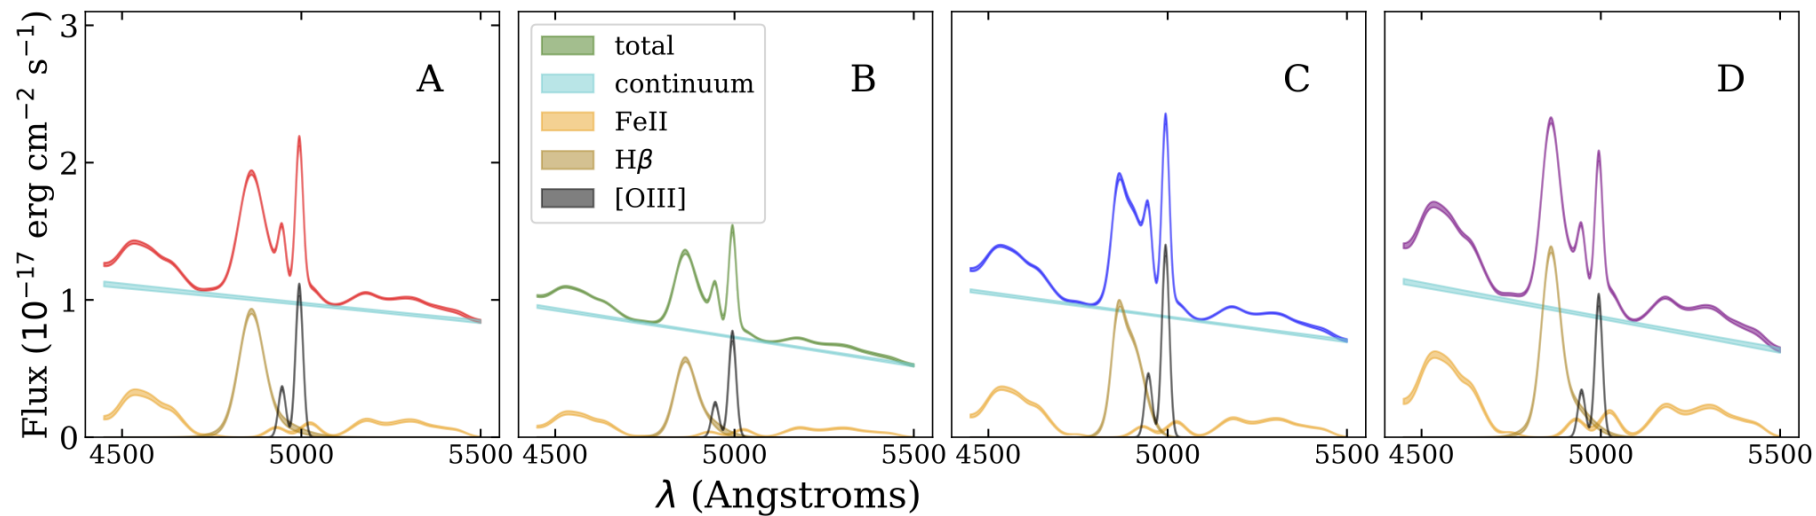 Flux (10⁻¹⁷ erg cm⁻² s⁻¹)
3
2
1
0
A
B
C
D
total
continuum
FeII
Hβ
[OIII]
4500 5000 5500
4500 5000 5500
4500 5000 5500
4500 5000 5500
λ (Angstroms)